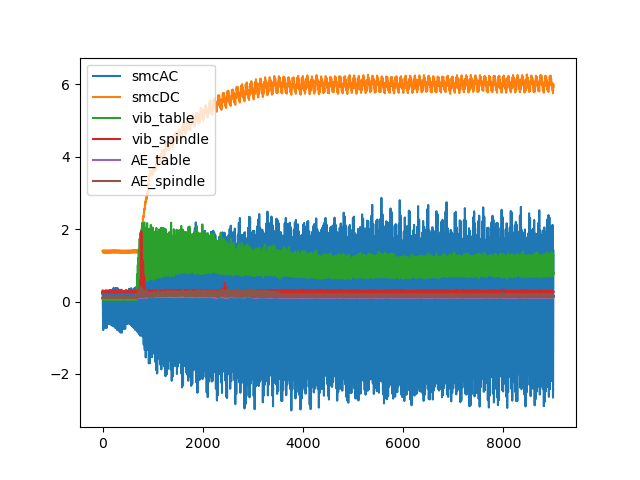 smcAC
smcDC
vib_table
vib_spindle
AE_table
AE_spindle
6
4
2
0
−2
0
2000
4000
6000
8000